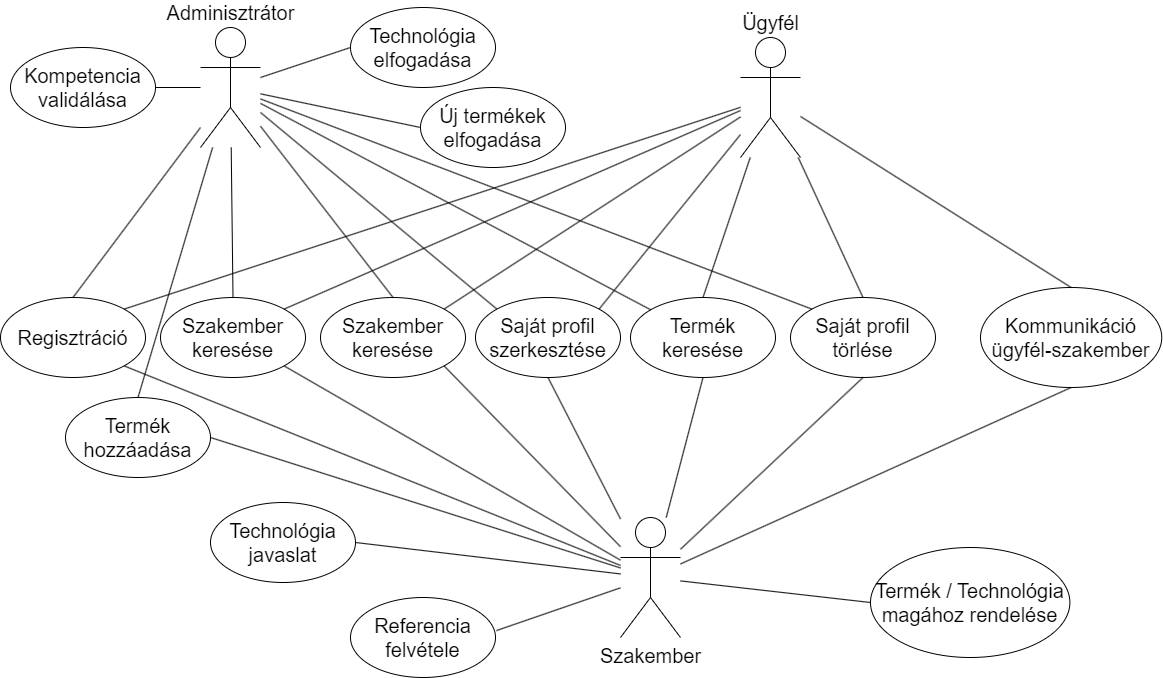 Adminisztrátor
Ügyfél
Technológia
elfogadása
Kompetencia
validálása
Új termékek
elfogadása
Regisztráció
Szakember
keresése
Szakember
keresése
Saját profil
szerkesztése
Termék
keresése
Saját profil
törlése
Kommunikáció
ügyfél-szakember
Termék
hozzáadása
Technológia
javaslat
Termék / Technológia
magához rendelése
Referencia
felvétele
Szakember